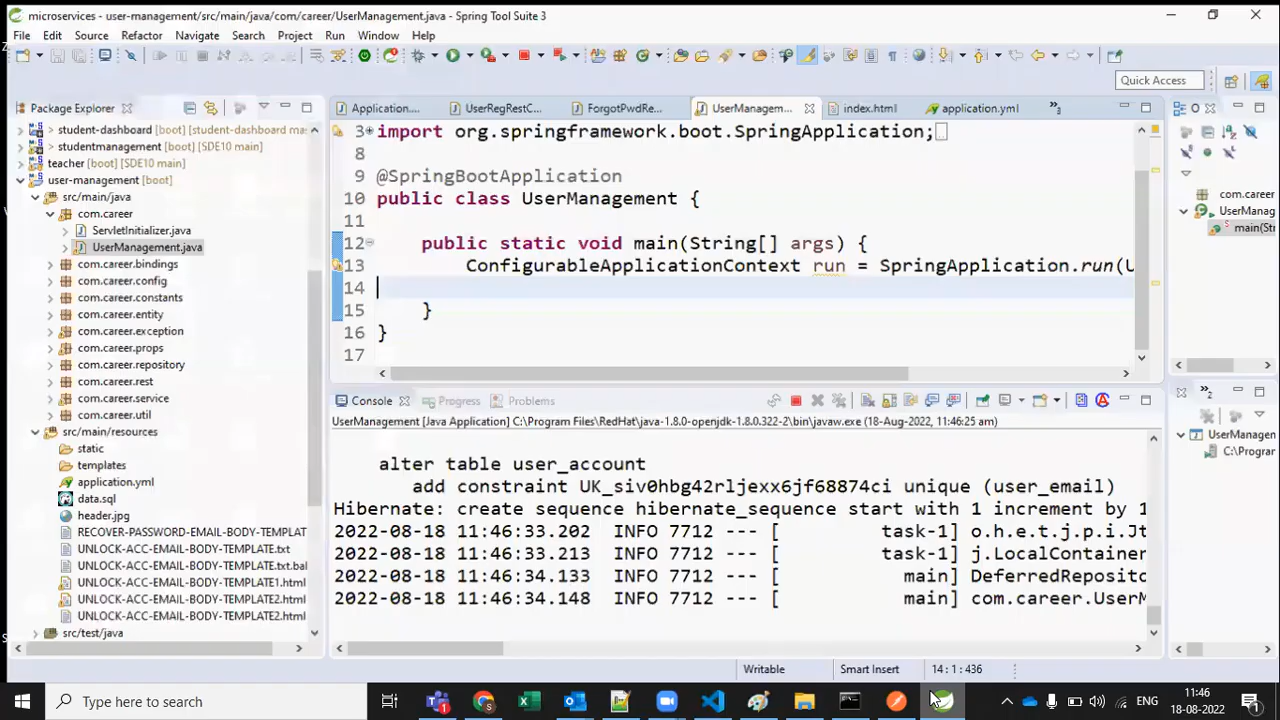 microservices - user-management/src/main/java/com/career/UserManagement.java - Spring Tool Suite 3
File Edit Source Refactor Navigate Search Project Run Window Help
Quick Access
Package Explorer
student-dashboard [boot] [student-dashboard mas
studentmanagement [boot] [SDE10 main]
teacher [boot] [SDE10 main]
user-management [boot]
src/main/java
com.career
ServletInitializer.java
UserManagement.java
com.career.bindings
com.career.config
com.career.constants
com.career.entity
com.career.exception
com.career.props
com.career.repository
com.career.rest
com.career.service
com.career.util
src/main/resources
static
templates
application.yml
data.sql
header.jpg
RECOVER-PASSWORD-EMAIL-BODY-TEMPLAT
UNLOCK-ACC-EMAIL-BODY-TEMPLATE.txt
UNLOCK-ACC-EMAIL-BODY-TEMPLATE.txt.bal
UNLOCK-ACC-EMAIL-BODY-TEMPLATE1.html
UNLOCK-ACC-EMAIL-BODY-TEMPLATE2.html
UNLOCK-ACC-EMAIL-BODY-TEMPLATE2.html
src/test/java
Application.... UserRegRestC... ForgotPwdRe... UserManagem... index.html application.yml
3 import org.springframework.boot.SpringApplication;
8
9 @SpringBootApplication
10 public class UserManagement {
11
12 public static void main(String[] args) {
13 ConfigurableApplicationContext run = SpringApplication.run(U
14
15 }
16 }
17
O
com.career
UserManag
main(St
Console Progress Problems
UserManagement [Java Application] C:\Program Files\RedHat\java-1.8.0-openjdk-1.8.0.322-2\bin\javaw.exe (18-Aug-2022, 11:46:25 am)
alter table user_account
add constraint UK_siv0hbg42rljexx6jf68874ci unique (user_email)
Hibernate: create sequence hibernate_sequence start with 1 increment by 1
2022-08-18 11:46:33.202 INFO 7712 --- [ task-1] o.h.e.t.j.p.i.Jt
2022-08-18 11:46:33.213 INFO 7712 --- [ task-1] j.LocalContainer
2022-08-18 11:46:34.133 INFO 7712 --- [ main] DeferredReposito
2022-08-18 11:46:34.148 INFO 7712 --- [ main] com.career.UserM
UserManagen
C:\Program
Writable Smart Insert 14 : 1 : 436
Type here to search
ENG
11:46
18-08-2022
1